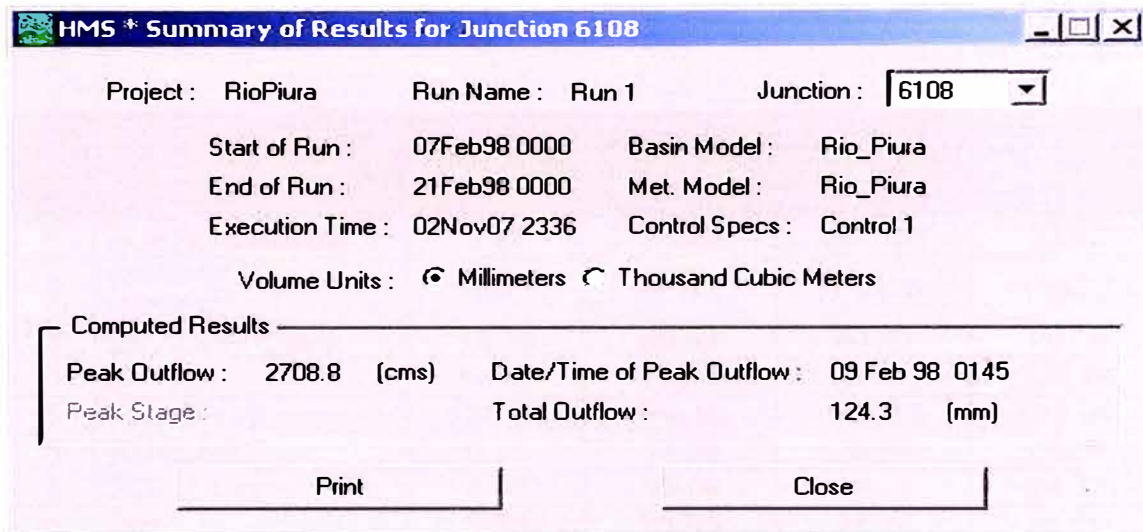 HMS * Summary of Results for Junction 6108
Project : RioPiura Run Name : Run 1 Junction : 6108
Start of Run : 07Feb98 0000 Basin Model : Rio_Piura
End of Run : 21Feb98 0000 Met. Model : Rio_Piura
Execution Time : 02Nov07 2336 Control Specs : Control 1
Volume Units : Millimeters Thousand Cubic Meters
Computed Results
Peak Outflow : 2708.8 (cms) Date/Time of Peak Outflow : 09 Feb 98 0145
Peak Stage : Total Outflow : 124.3 (mm)
Print Close